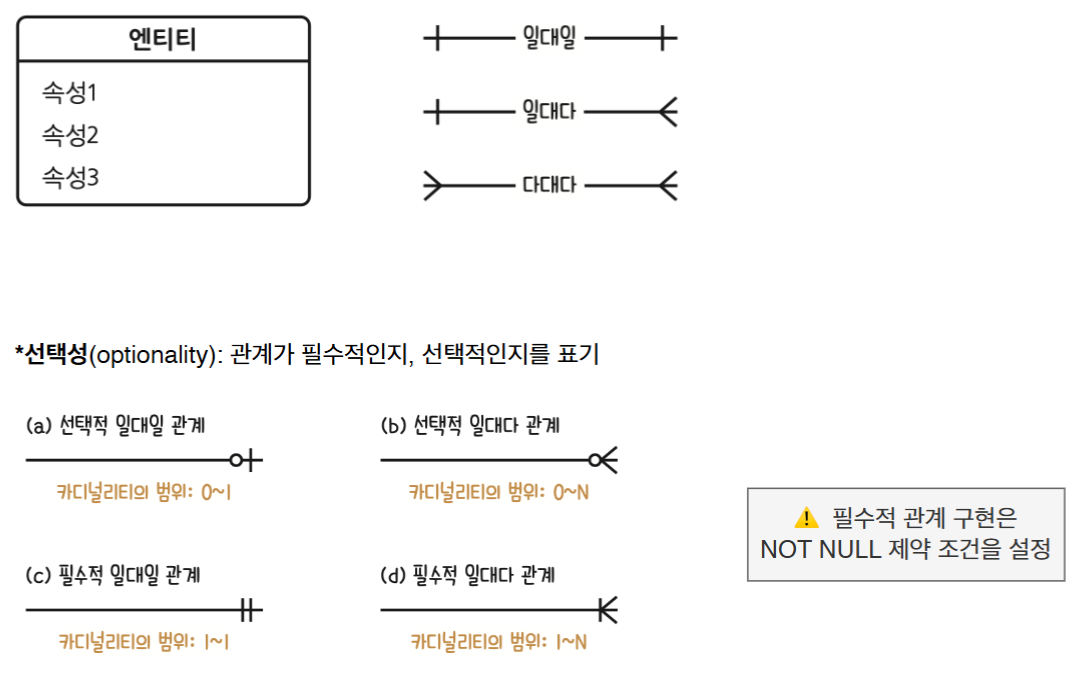 엔티티
속성1
속성2
속성3
일대일
일대다
다대다
*선택성(optionality): 관계가 필수적인지, 선택적인지를 표기
(a) 선택적 일대일 관계
카디널리티의 범위: 0~1
(b) 선택적 일대다 관계
카디널리티의 범위: 0~N
(c) 필수적 일대일 관계
카디널리티의 범위: 1~1
(d) 필수적 일대다 관계
카디널리티의 범위: 1~N
⚠️ 필수적 관계 구현은
NOT NULL 제약 조건을 설정